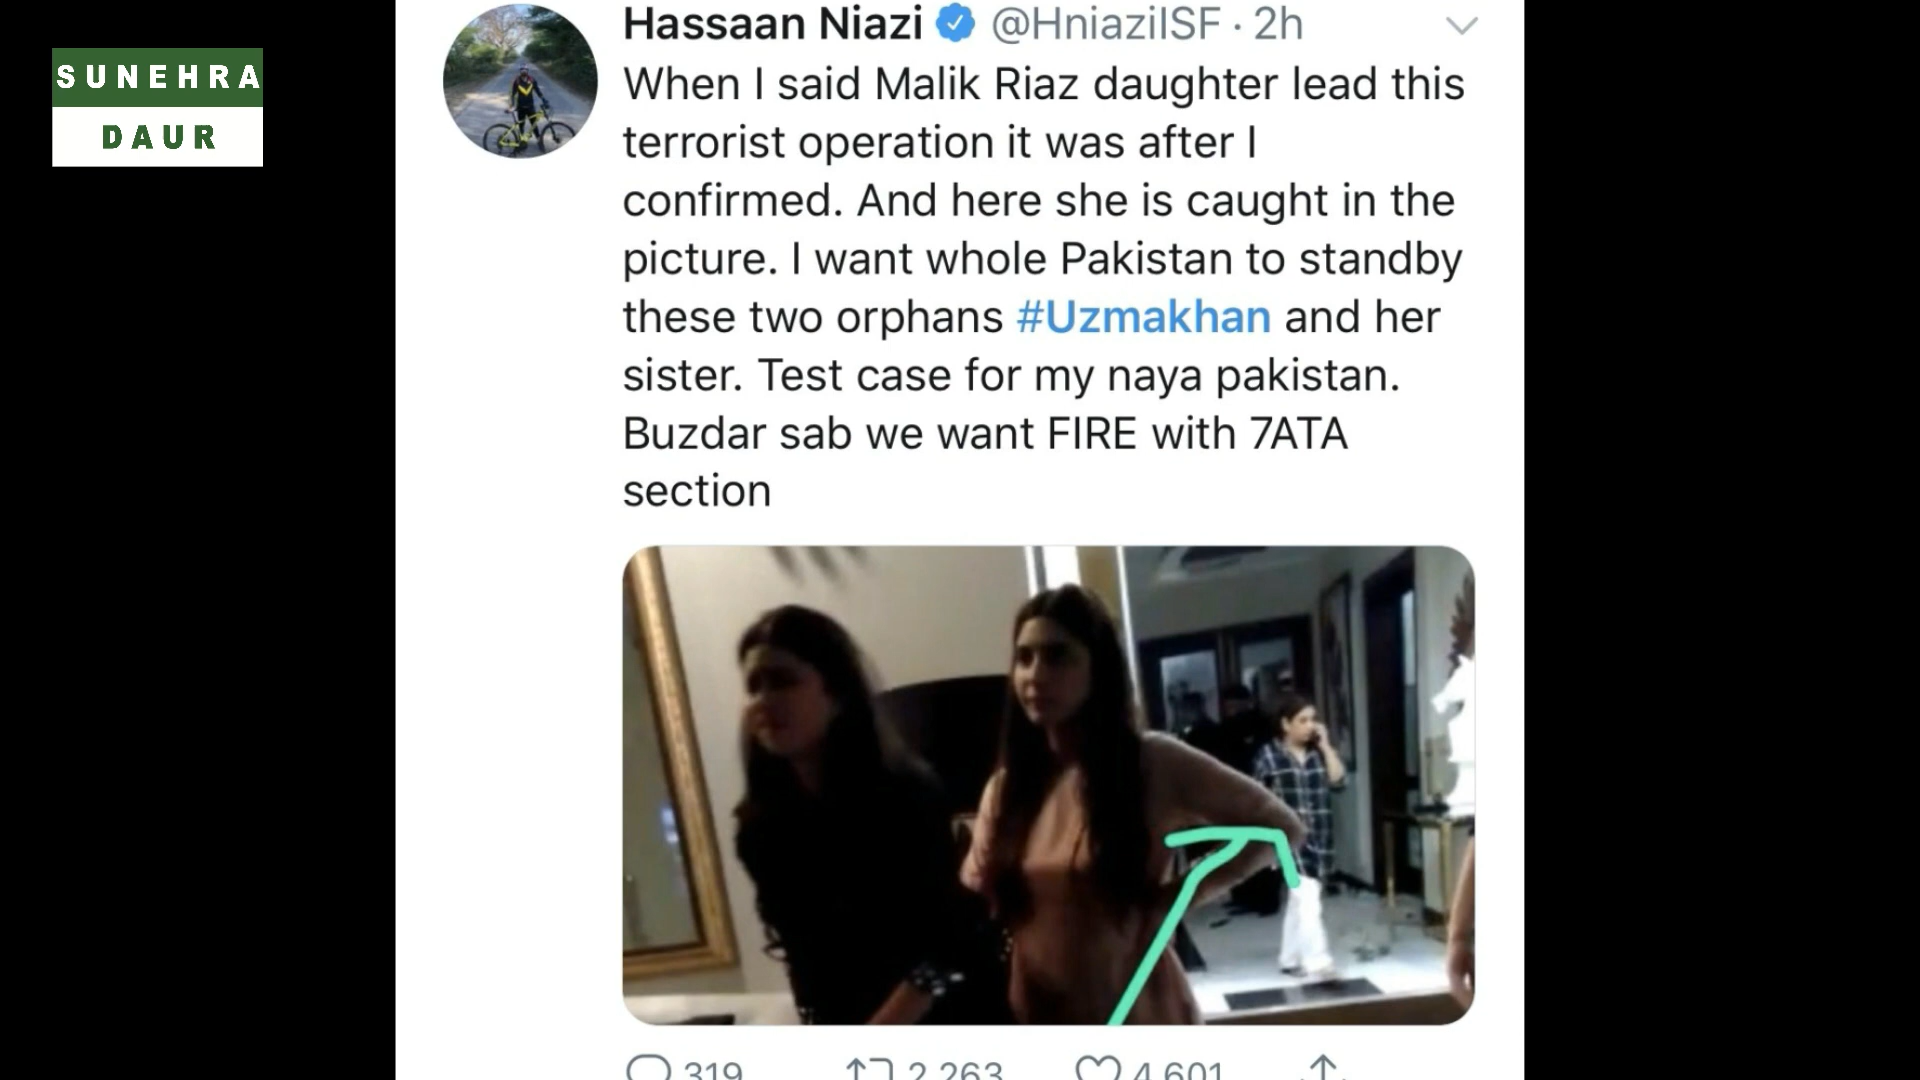 SUNEHRA
DAUR
Hassaan Niazi @HniaziISF · 2h
When I said Malik Riaz daughter lead this
terrorist operation it was after I
confirmed. And here she is caught in the
picture. I want whole Pakistan to standby
these two orphans #Uzmakhan and her
sister. Test case for my naya pakistan.
Buzdar sab we want FIRE with 7ATA
section
319 2,263 4,601